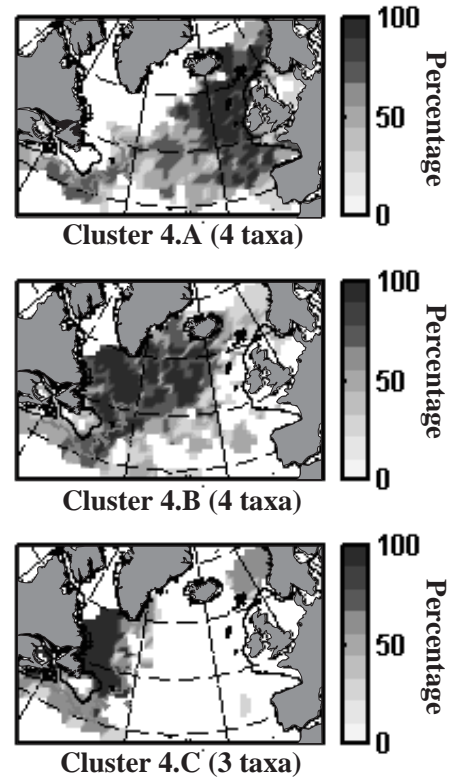 100
50
0
Percentage
Cluster 4.A (4 taxa)
100
50
0
Percentage
Cluster 4.B (4 taxa)
100
50
0
Percentage
Cluster 4.C (3 taxa)